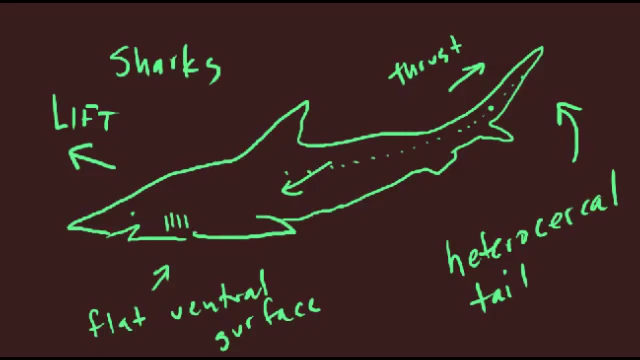 Sharks
thrust
LIFT
heterocercal
tail
flat ventral
surface